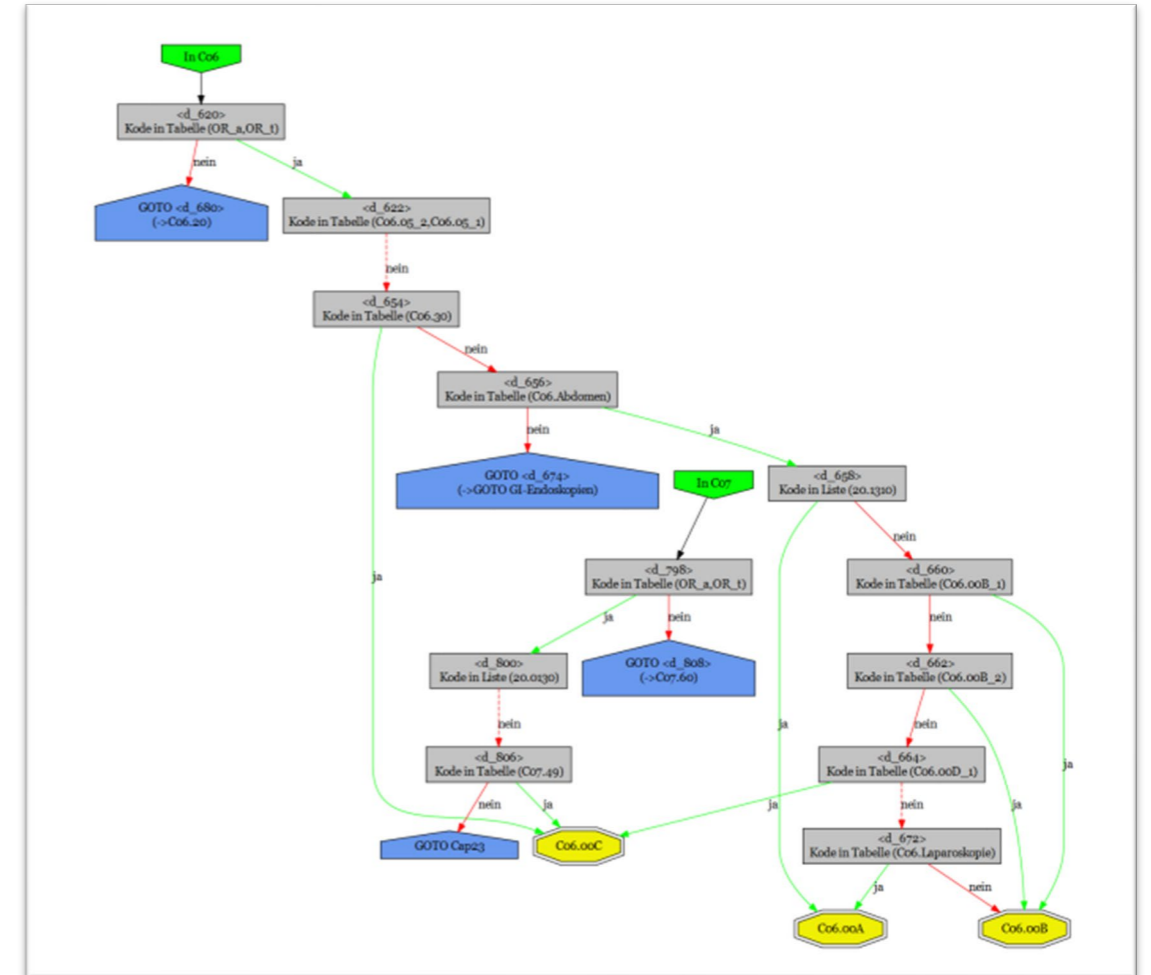 In C06
<d_620>
Kode in Tabelle (OR_a,OR_t)
nein
ja
GOTO <d_680>
(->C06.20)
<d_622>
Kode in Tabelle (C06.05_2,C06.05_1)
nein
<d_654>
Kode in Tabelle (C06.30)
nein
ja
<d_656>
Kode in Tabelle (C06.Abdomen)
nein
ja
GOTO <d_674>
(->GOTO GI-Endoskopien)
In C07
<d_658>
Kode in Liste (20.1310)
nein
ja
<d_798>
Kode in Tabelle (OR_a,OR_t)
ja
nein
<d_660>
Kode in Tabelle (C06.00B_1)
nein
ja
<d_800>
Kode in Liste (20.0130)
nein
GOTO <d_808>
(->C07.60)
<d_662>
Kode in Tabelle (C06.00B_2)
nein
ja
<d_806>
Kode in Tabelle (C07.49)
nein
ja
<d_664>
Kode in Tabelle (C06.00D_1)
ja
nein
GOTO Cap23
C06.00C
<d_672>
Kode in Tabelle (C06.Laparoskopie)
ja
nein
C06.00A
C06.00B